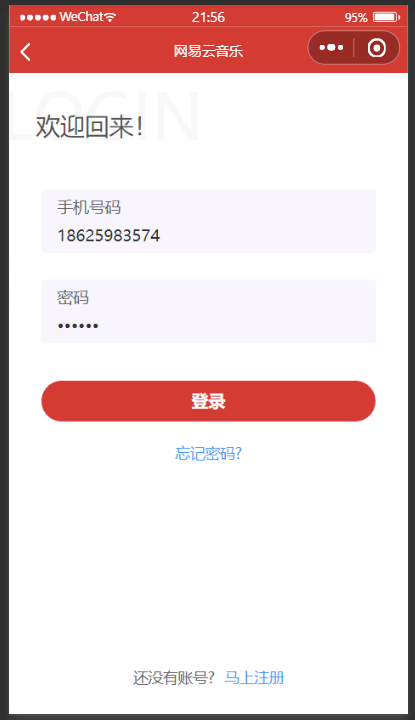 WeChat 21:56 95%
网易云音乐
LOGIN
欢迎回来！
手机号码
18625983574
密码
••••••
登录
忘记密码?
还没有账号? 马上注册